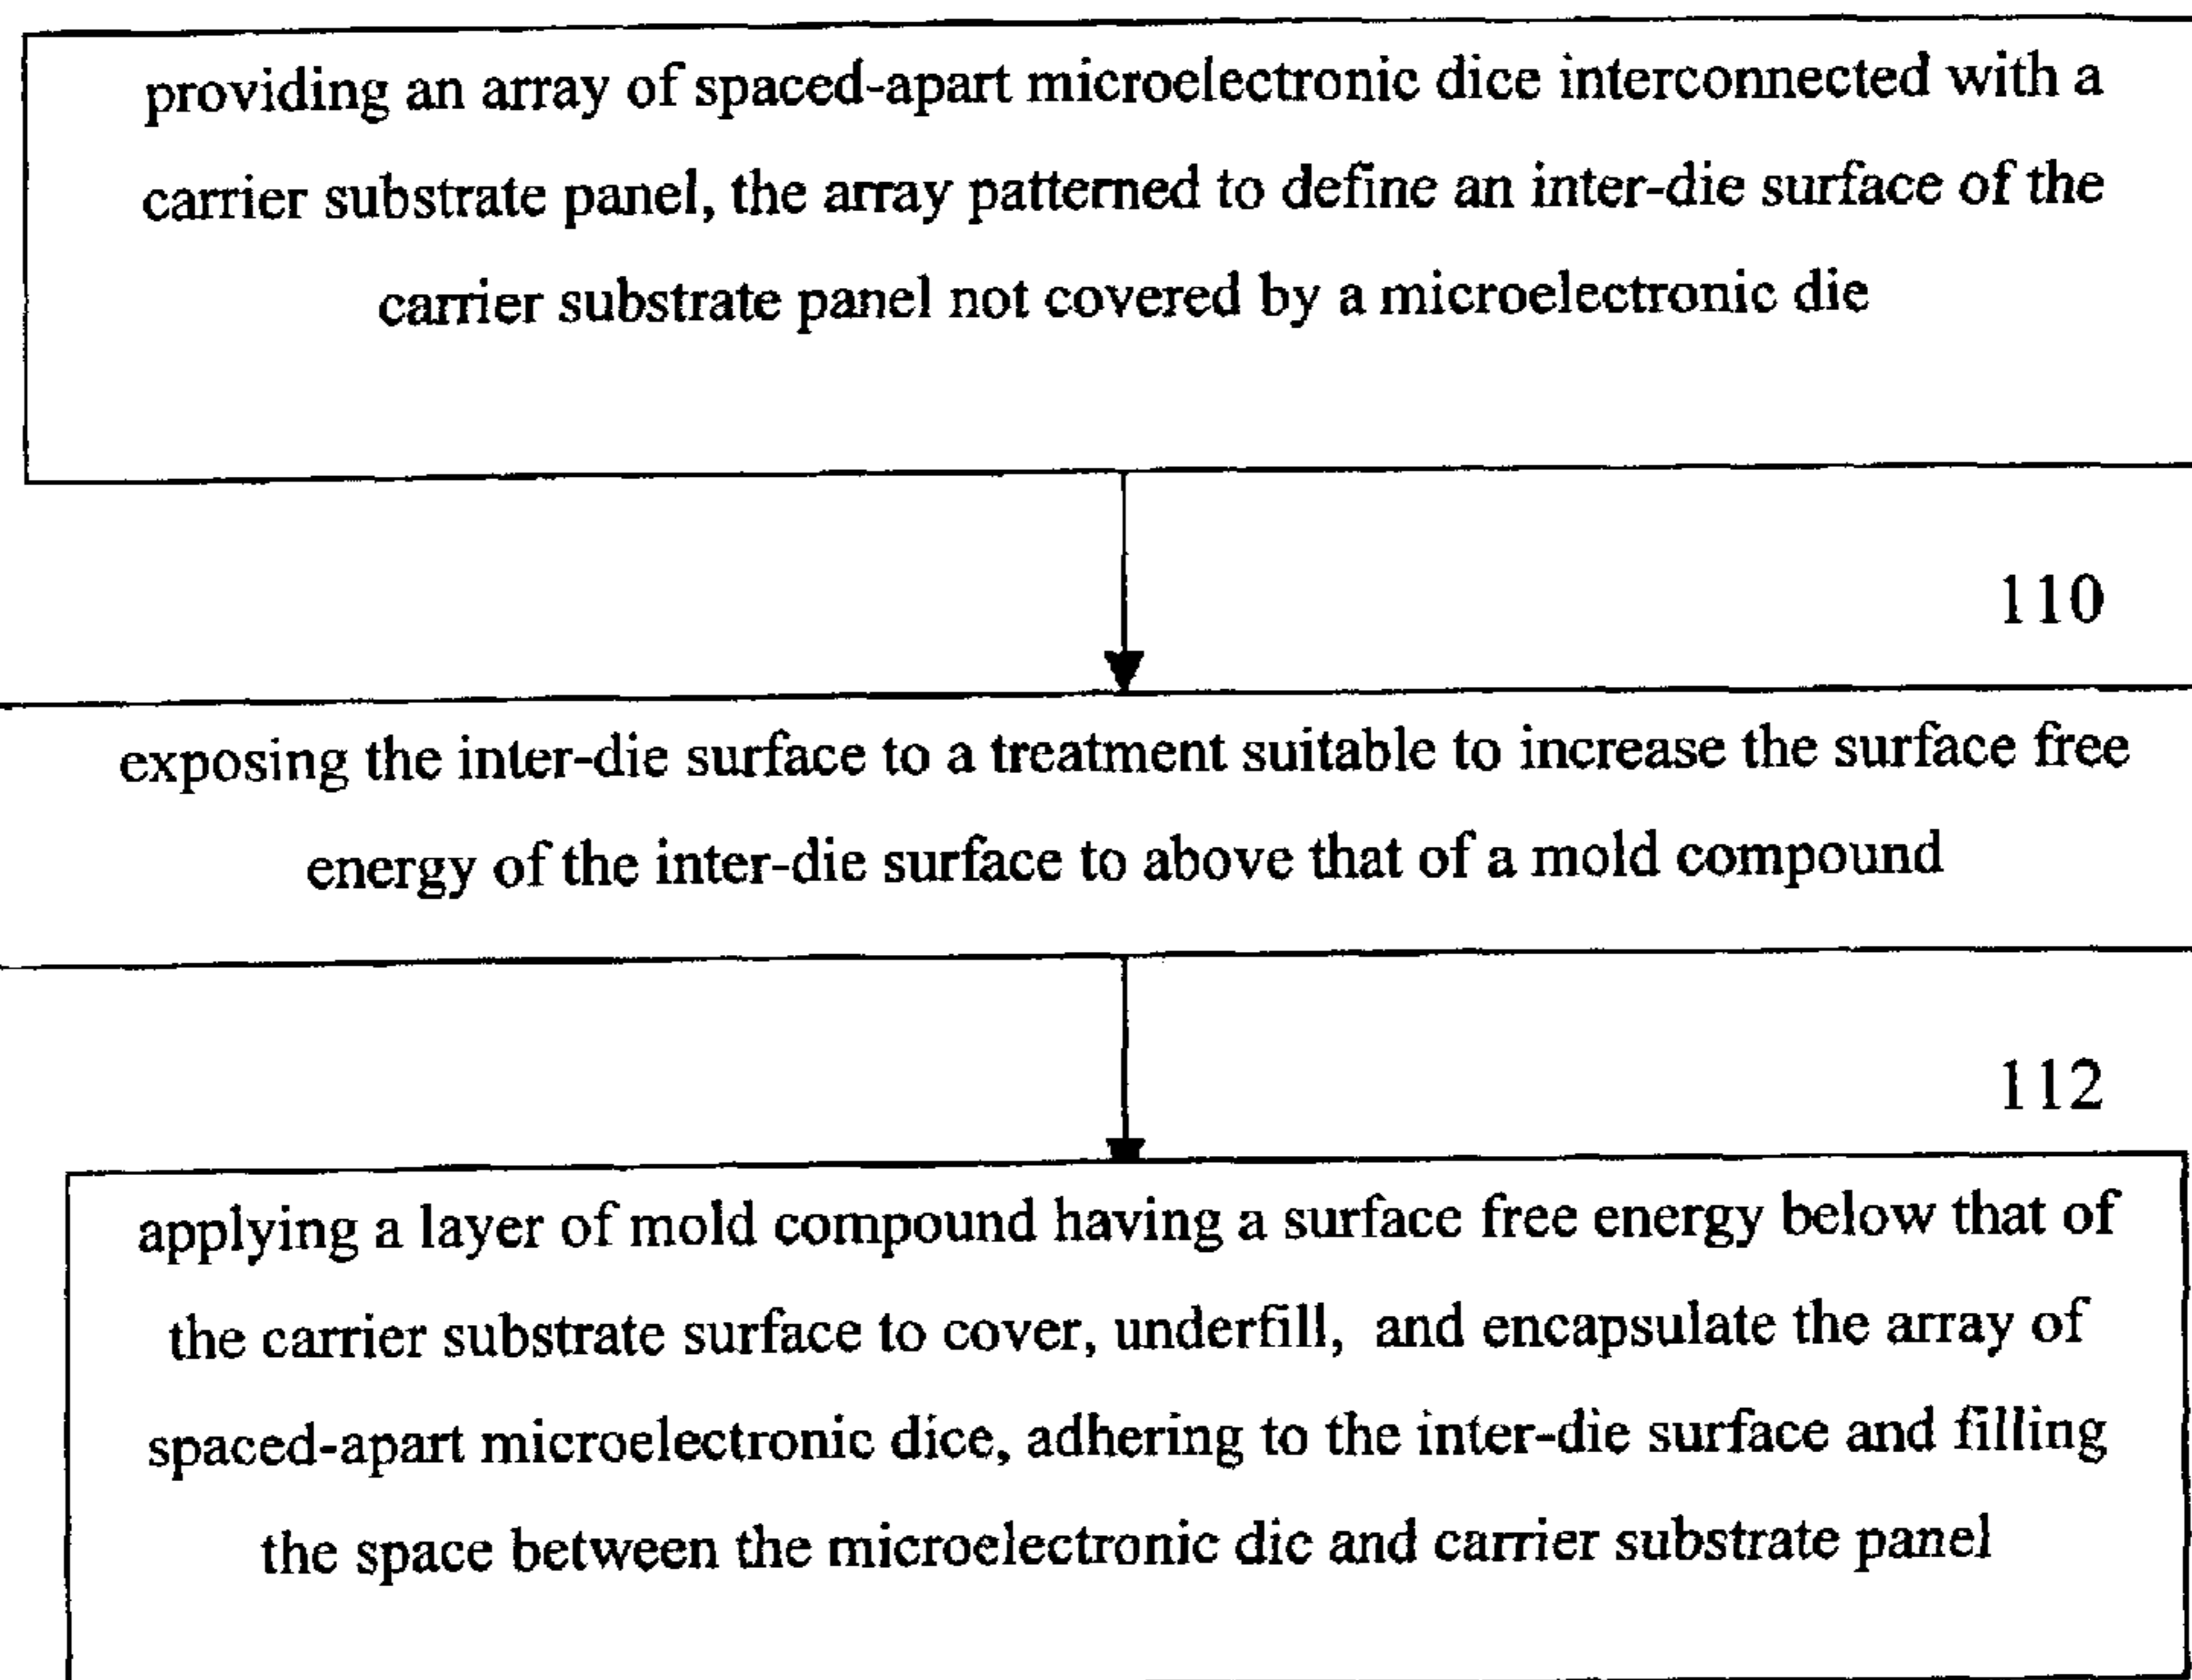 providing an array of spaced-apart microelectronic dice interconnected with a
carrier substrate panel, the array patterned to define an inter-die surface of the
carrier substrate panel not covered by a microelectronic die
110
exposing the inter-die surface to a treatment suitable to increase the surface free
energy of the inter-die surface to above that of a mold compound
112
applying a layer of mold compound having a surface free energy below that of
the carrier substrate surface to cover, underfill, and encapsulate the array of
spaced-apart microelectronic dice, adhering to the inter-die surface and filling
the space between the microelectronic die and carrier substrate panel